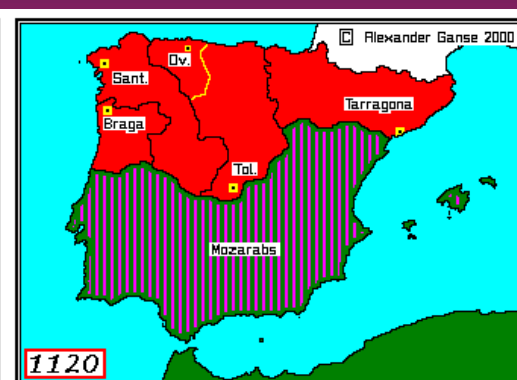 © Alexander Ganse 2000
Ov.
Sant.
Tarragona
Braga
Tol.
Mozarabs
1120